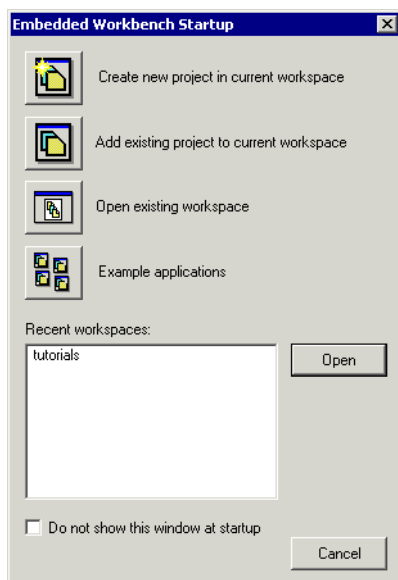 Embedded Workbench Startup
Create new project in current workspace
Add existing project to current workspace
Open existing workspace
Example applications
Recent workspaces:
tutorials
Open
Do not show this window at startup
Cancel